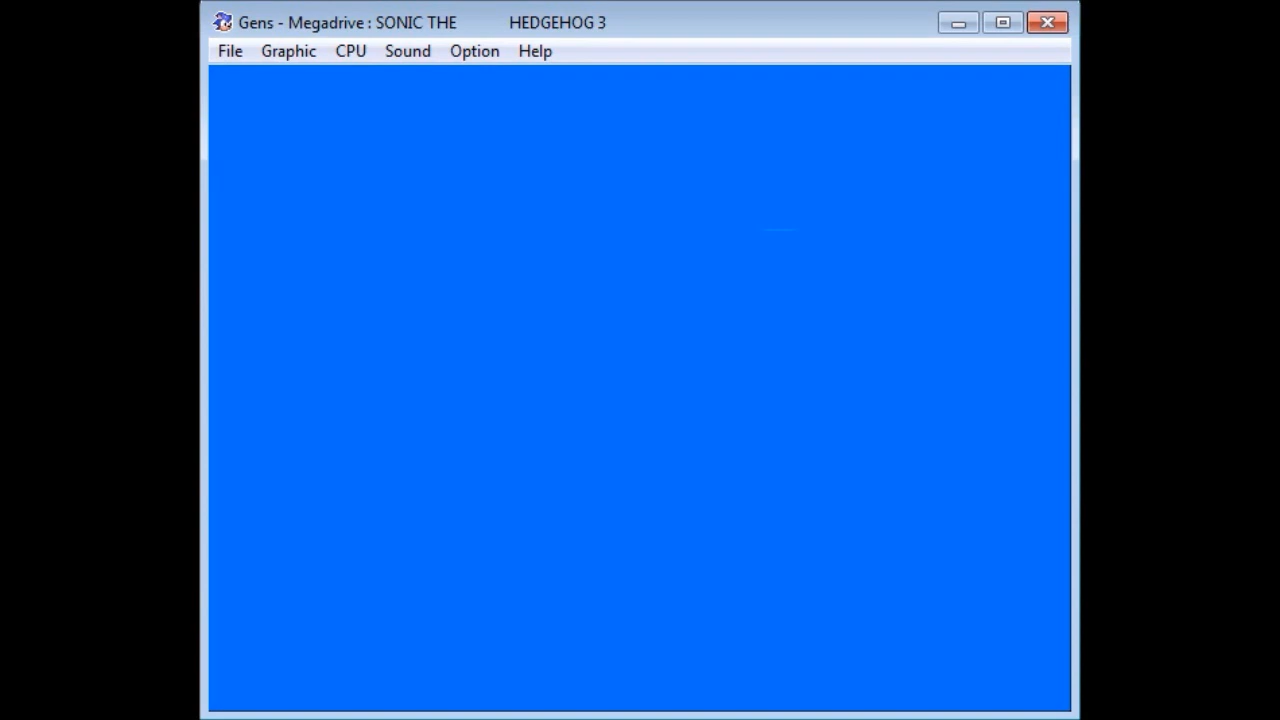 Gens - Megadrive : SONIC THE HEDGEHOG 3
File Graphic CPU Sound Option Help